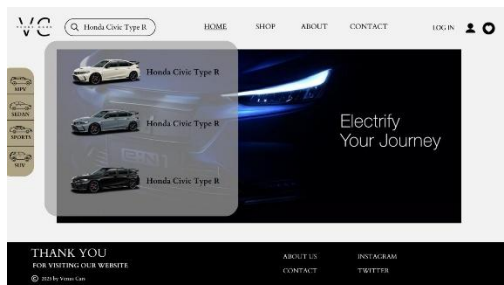 VC
Honda Civic Type R
HOME
SHOP
ABOUT
CONTACT
LOG IN
MPV
SEDAN
SPORTS
SUV
Honda Civic Type R
Honda Civic Type R
Honda Civic Type R
Electrify
Your Journey
THANK YOU
FOR VISITING OUR WEBSITE
ABOUT US
INSTAGRAM
CONTACT
TWITTER